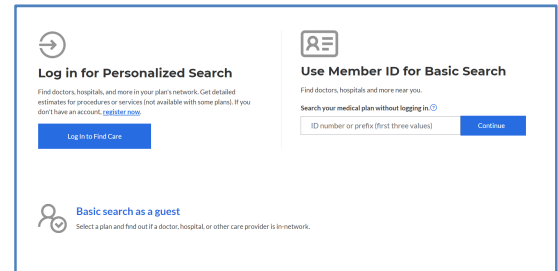 Log in for Personalized Search
Find doctors, hospitals, and more in your plan's network. Get detailed
estimates for procedures or services (not available with some plans). If you
don't have an account, register now.
Log In to Find Care
Use Member ID for Basic Search
Find doctors, hospitals and more near you.
Search your medical plan without logging in.
ID number or prefix (first three values)
Continue
Basic search as a guest
Select a plan and find out if a doctor, hospital, or other care provider is in-network.